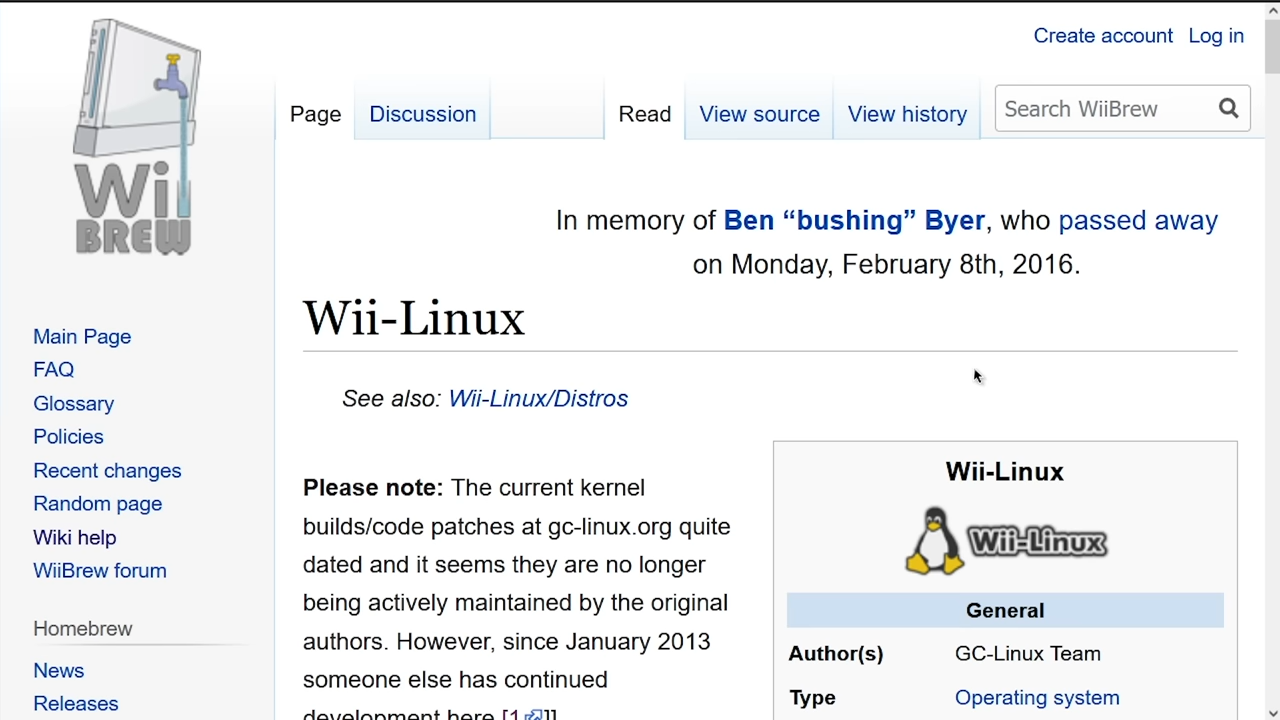 Create account Log in
Page Discussion Read View source View history Search WiiBrew
Wii
BREW
In memory of Ben “bushing” Byer, who passed away
on Monday, February 8th, 2016.
Wii-Linux
See also: Wii-Linux/Distros
Main Page
FAQ
Glossary
Policies
Recent changes
Random page
Wiki help
WiiBrew forum
Homebrew
News
Releases
Please note: The current kernel
builds/code patches at gc-linux.org quite
dated and it seems they are no longer
being actively maintained by the original
authors. However, since January 2013
someone else has continued
development here [1]].
Wii-Linux
Wii-Linux
General
Author(s) GC-Linux Team
Type Operating system